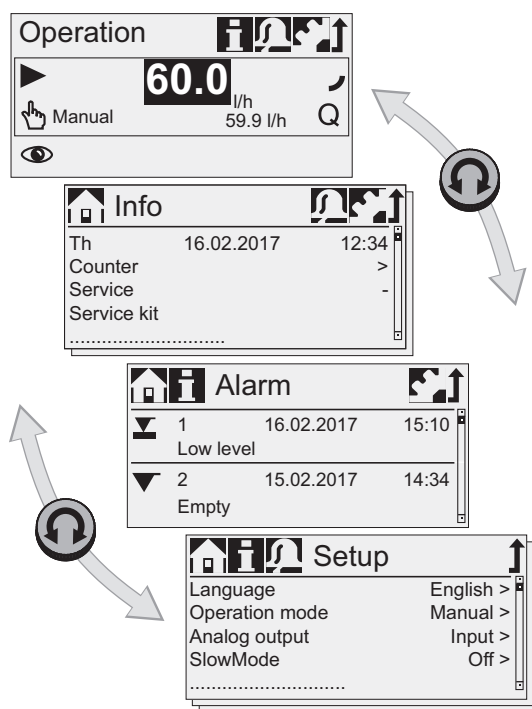 Operation
60.0 l/h
Manual 59.9 l/h Q
Info
Th 16.02.2017 12:34
Counter >
Service -
Service kit
............................
Alarm
1 16.02.2017 15:10
Low level
2 15.02.2017 14:34
Empty
Setup
Language English >
Operation mode Manual >
Analog output Input >
SlowMode Off >
............................